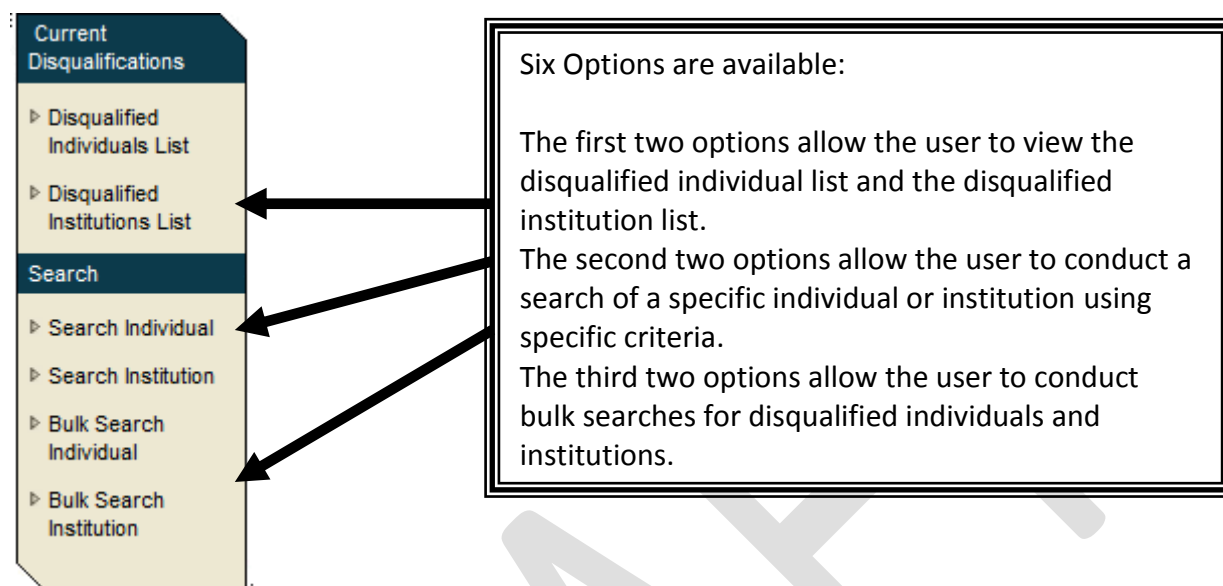 Current
Disqualifications
Disqualified
Individuals List
Disqualified
Institutions List
Search
Search Individual
Search Institution
Bulk Search
Individual
Bulk Search
Institution
Six Options are available:
The first two options allow the user to view the
disqualified individual list and the disqualified
institution list.
The second two options allow the user to conduct a
search of a specific individual or institution using
specific criteria.
The third two options allow the user to conduct
bulk searches for disqualified individuals and
institutions.